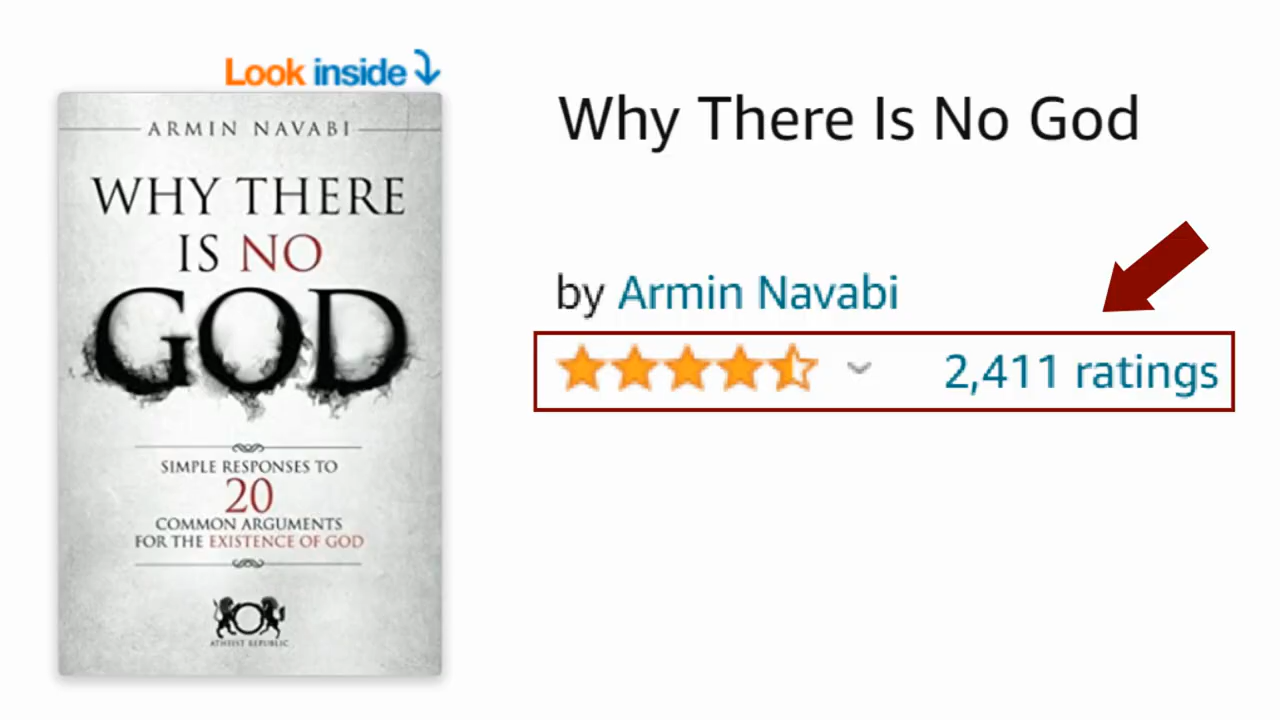 Look inside
ARMIN NAVABI
WHY THERE
IS NO
GOD
SIMPLE RESPONSES TO
20
COMMON ARGUMENTS
FOR THE EXISTENCE OF GOD
ATHEIST REPUBLIC
Why There Is No God
by Armin Navabi
2,411 ratings